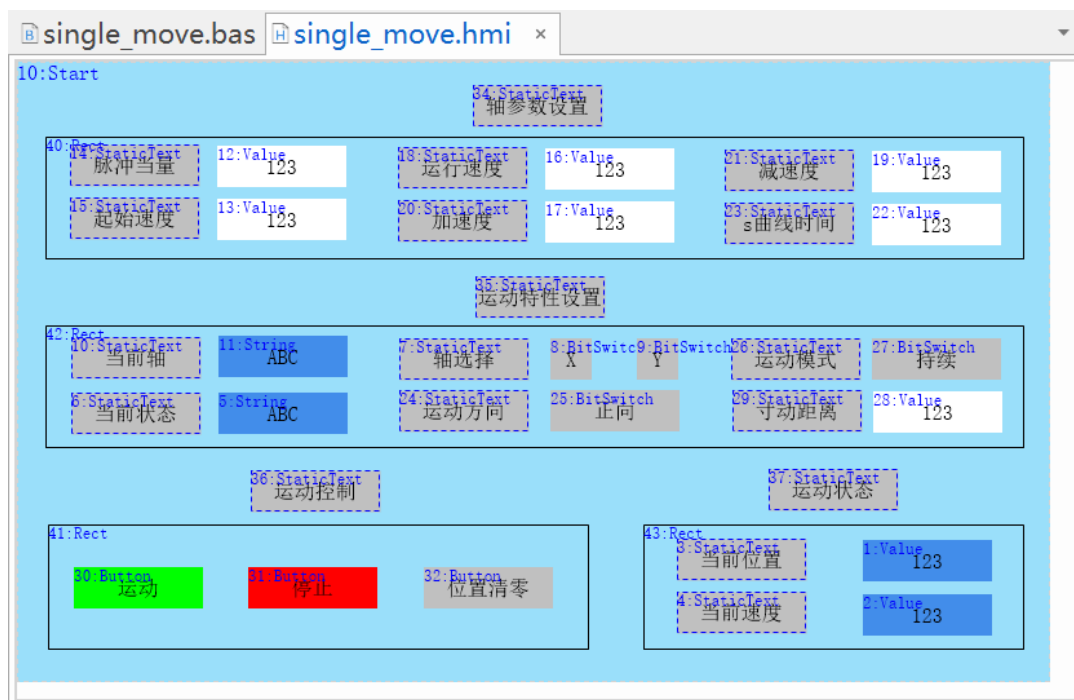 single_move.bas single_move.hmi ×
10:Start
34:StaticText
轴参数设置
40:Rect
14:StaticText 12:Value 18:StaticText 16:Value 21:StaticText 19:Value
脉冲当量 123 运行速度 123 减速度 123
15:StaticText 13:Value 20:StaticText 17:Value 23:StaticText 22:Value
起始速度 123 加速度 123 s曲线时间 123
35:StaticText
运动特性设置
42:Rect
10:StaticText 11:String 7:StaticText 8:BitSwitc 9:BitSwitch 26:StaticText 27:BitSwitch
当前轴 ABC 轴选择 X Y 运动模式 持续
6:StaticText 5:String 24:StaticText 25:BitSwitch 29:StaticText 28:Value
当前状态 ABC 运动方向 正向 寸动距离 123
36:StaticText 37:StaticText
运动控制 运动状态
41:Rect 43:Rect
3:StaticText 1:Value
当前位置 123
30:Button 31:Button 32:Button
运动 停止 位置清零
4:StaticText 2:Value
当前速度 123